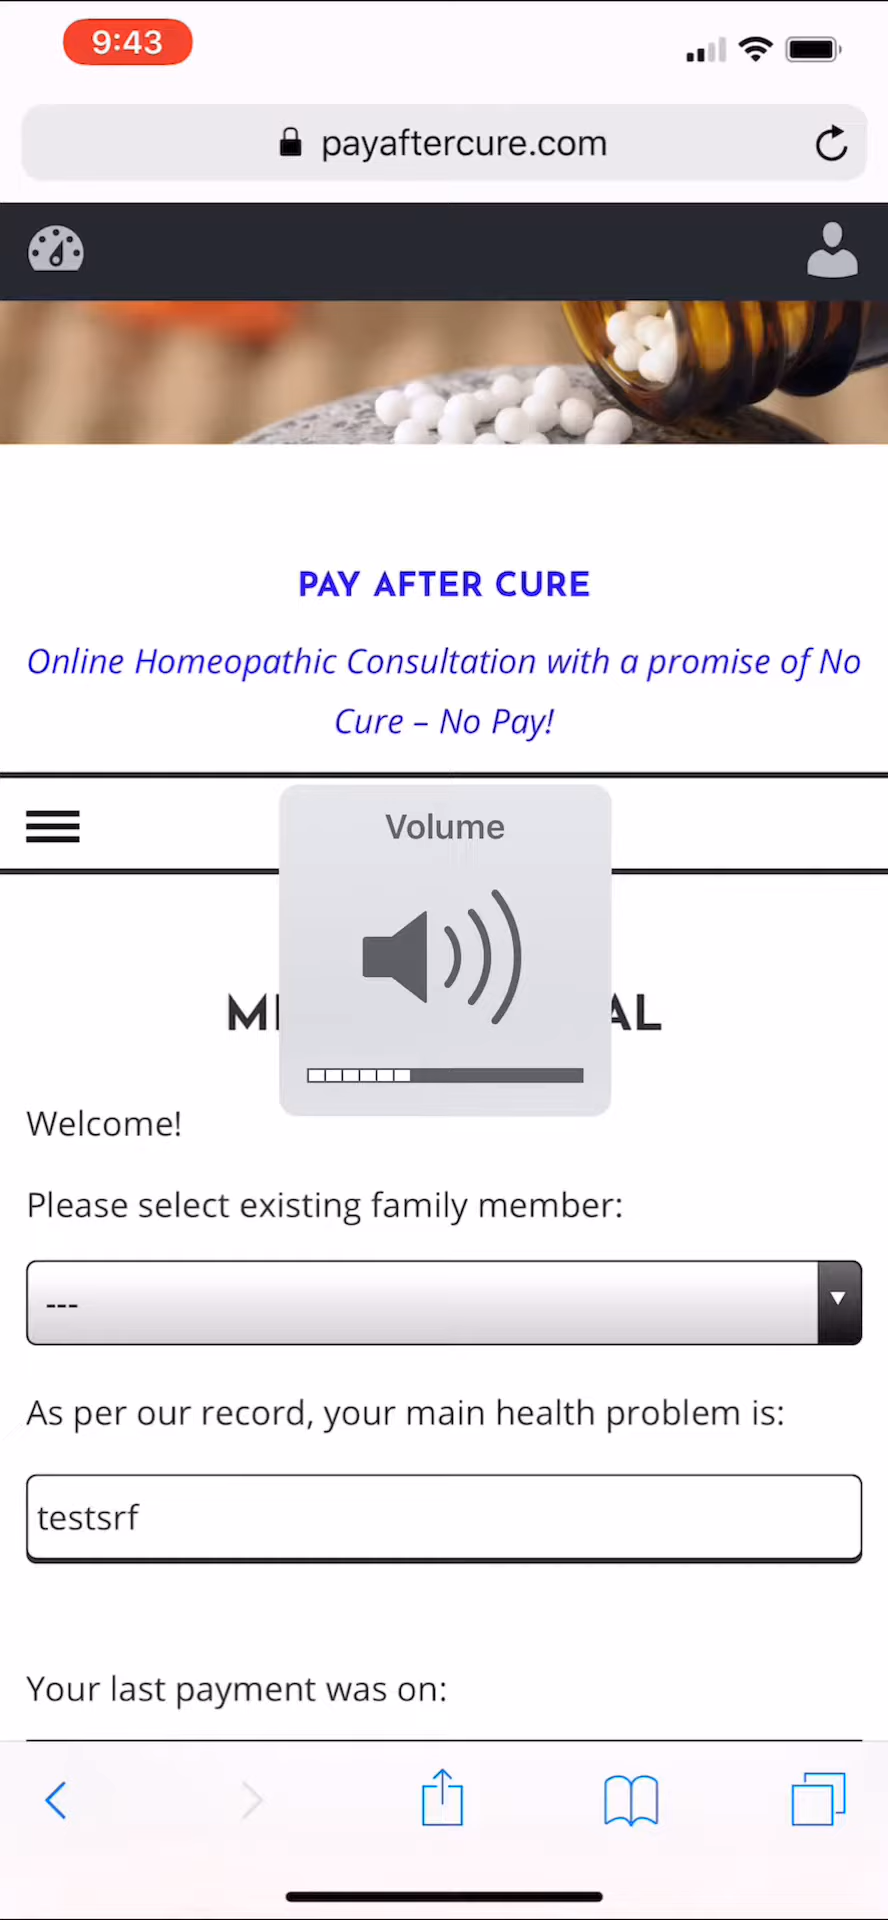 9:43
payaftercure.com
PAY AFTER CURE
Online Homeopathic Consultation with a promise of No
Cure – No Pay!
Volume
Welcome!
Please select existing family member:
---
As per our record, your main health problem is:
testsrf
Your last payment was on: